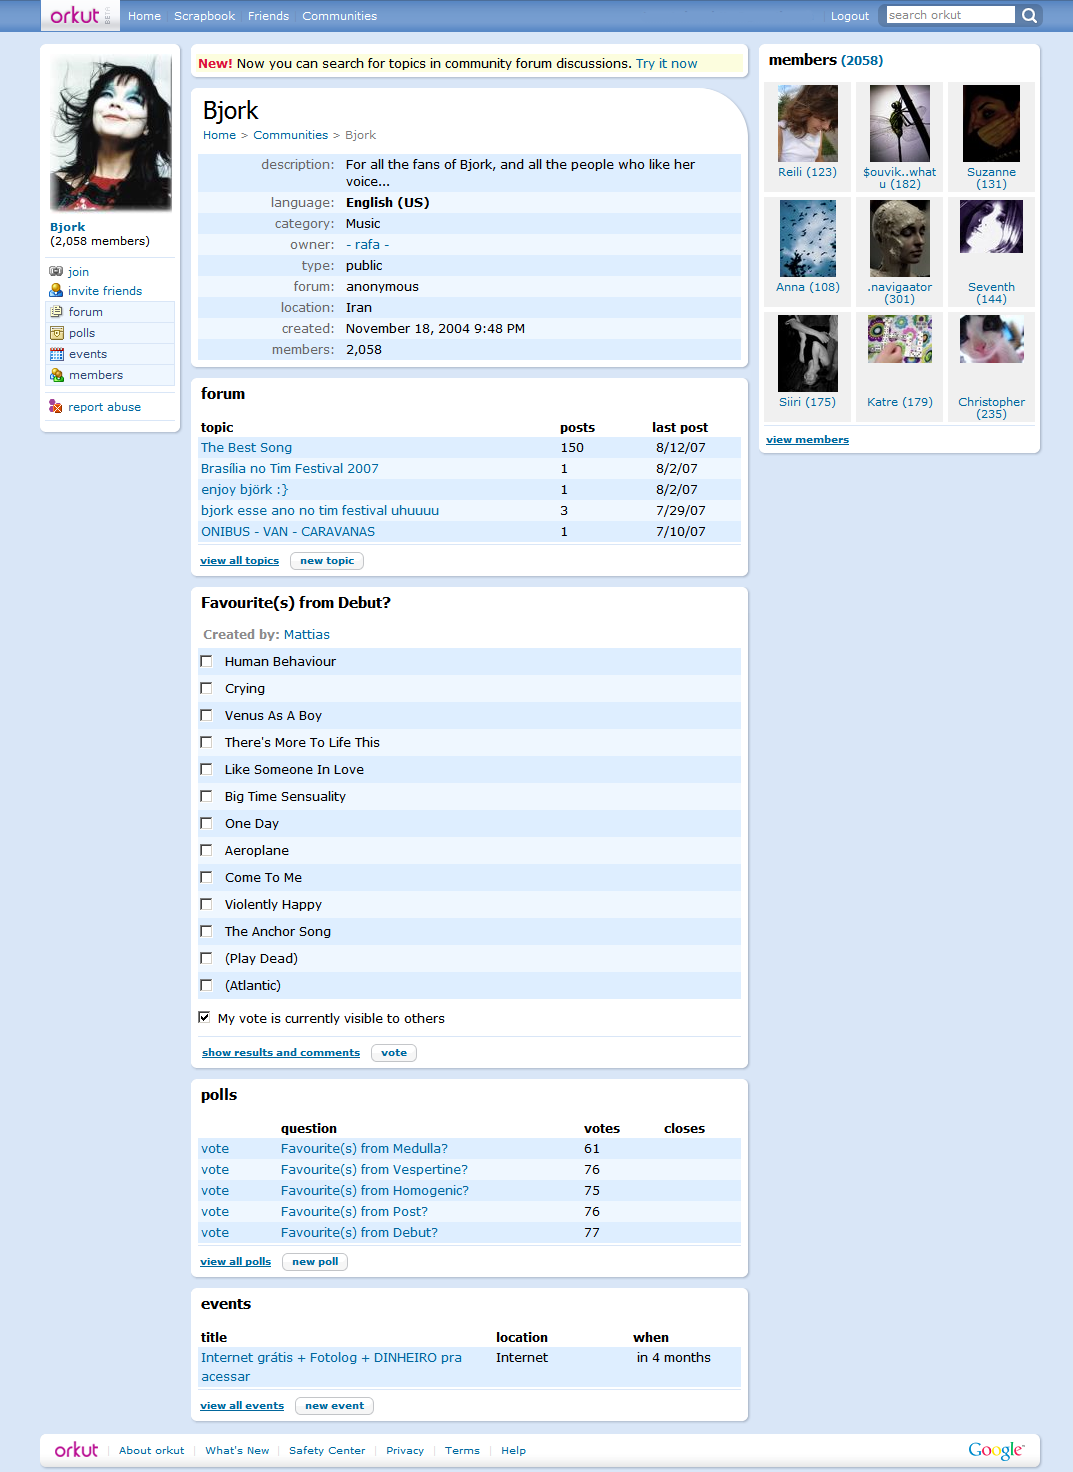 orkut BETA
Home Scrapbook Friends Communities
Logout search orkut
Bjork
(2,058 members)
join
invite friends
forum
polls
events
members
report abuse
New! Now you can search for topics in community forum discussions. Try it now
Bjork
Home > Communities > Bjork
description: For all the fans of Bjork, and all the people who like her
voice...
language: English (US)
category: Music
owner: - rafa -
type: public
forum: anonymous
location: Iran
created: November 18, 2004 9:48 PM
members: 2,058
forum
topic posts last post
The Best Song 150 8/12/07
Brasília no Tim Festival 2007 1 8/2/07
enjoy björk :} 1 8/2/07
bjork esse ano no tim festival uhuuuu 3 7/29/07
ONIBUS - VAN - CARAVANAS 1 7/10/07
view all topics new topic
Favourite(s) from Debut?
Created by: Mattias
Human Behaviour
Crying
Venus As A Boy
There's More To Life This
Like Someone In Love
Big Time Sensuality
One Day
Aeroplane
Come To Me
Violently Happy
The Anchor Song
(Play Dead)
(Atlantic)
My vote is currently visible to others
show results and comments vote
polls
question votes closes
vote Favourite(s) from Medulla? 61
vote Favourite(s) from Vespertine? 76
vote Favourite(s) from Homogenic? 75
vote Favourite(s) from Post? 76
vote Favourite(s) from Debut? 77
view all polls new poll
events
title location when
Internet grátis + Fotolog + DINHEIRO pra Internet in 4 months
acessar
view all events new event
members (2058)
Reili (123) $ouvik..what Suzanne
u (182) (131)
Anna (108) .navigaator Seventh
(301) (144)
Siiri (175) Katre (179) Christopher
(235)
view members
orkut About orkut What's New Safety Center Privacy Terms Help Google